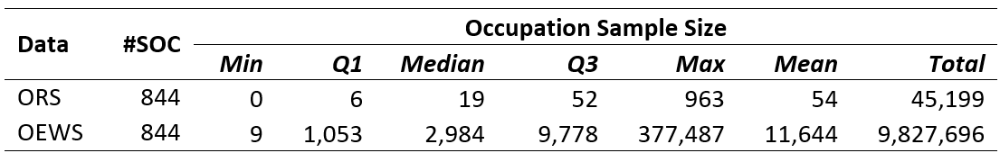 Data #SOC Occupation Sample Size
Min Q1 Median Q3 Max Mean Total
ORS 844 0 6 19 52 963 54 45,199
OEWS 844 9 1,053 2,984 9,778 377,487 11,644 9,827,696